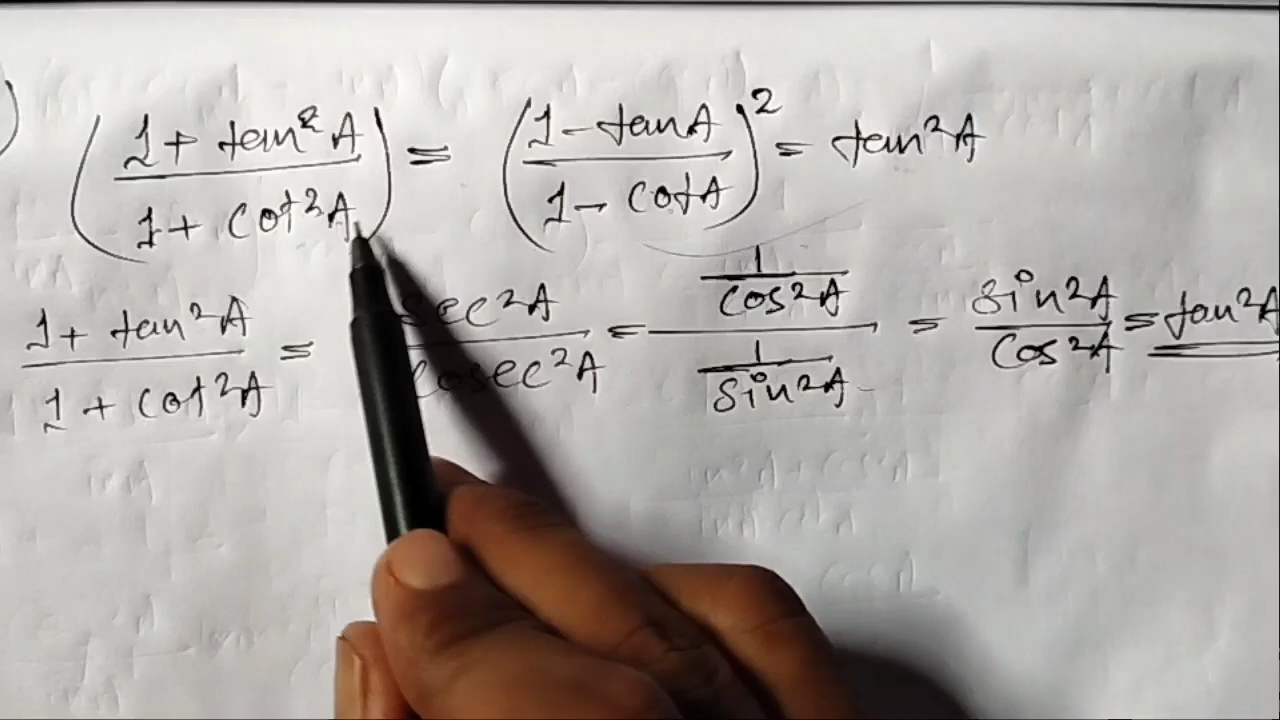 ) ( (1 + tan²A) / (1 + cot²A) ) = ( (1 - tanA) / (1 - cotA) )² = tan²A
(1 + tan²A) / (1 + cot²A) = sec²A / cosec²A = (1 / cos²A) / (1 / sin²A) = sin²A / cos²A = tan²A